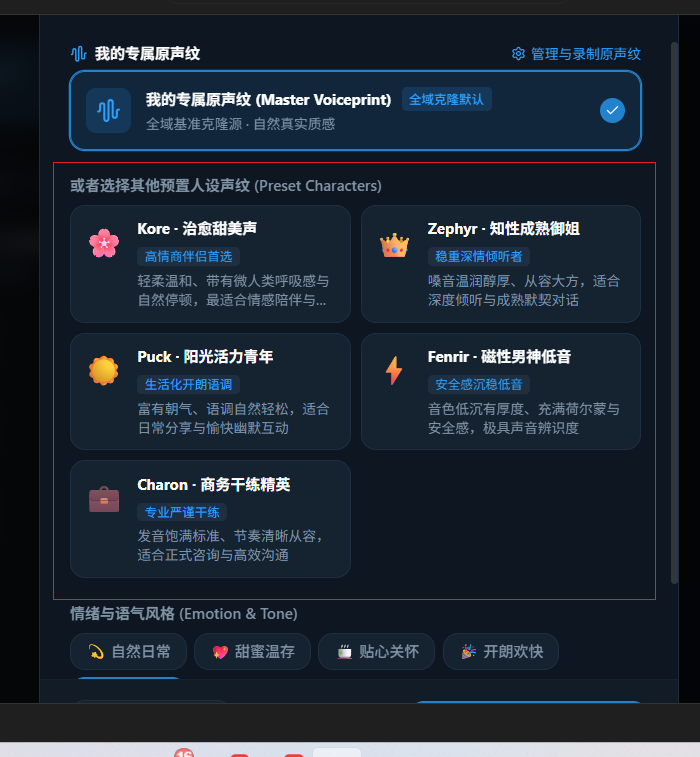 我的专属原声纹
管理与录制原声纹
我的专属原声纹 (Master Voiceprint) 全域克隆默认
全域基准克隆源 · 自然真实质感
或者选择其他预置人设声纹 (Preset Characters)
Kore · 治愈甜美声
高情商伴侣首选
轻柔温和、带有微人类呼吸感与
自然停顿，最适合情感陪伴与...
Zephyr · 知性成熟御姐
稳重深情倾听者
嗓音温润醇厚、从容大方，适合
深度倾听与成熟默契对话
Puck · 阳光活力青年
生活化开朗语调
富有朝气、语调自然轻松，适合
日常分享与愉快幽默互动
Fenrir · 磁性男神低音
安全感沉稳低音
音色低沉有厚度、充满荷尔蒙与
安全感，极具声音辨识度
Charon · 商务干练精英
专业严谨干练
发音饱满标准、节奏清晰从容，
适合正式咨询与高效沟通
情绪与语气风格 (Emotion & Tone)
自然日常
甜蜜温存
贴心关怀
开朗欢快